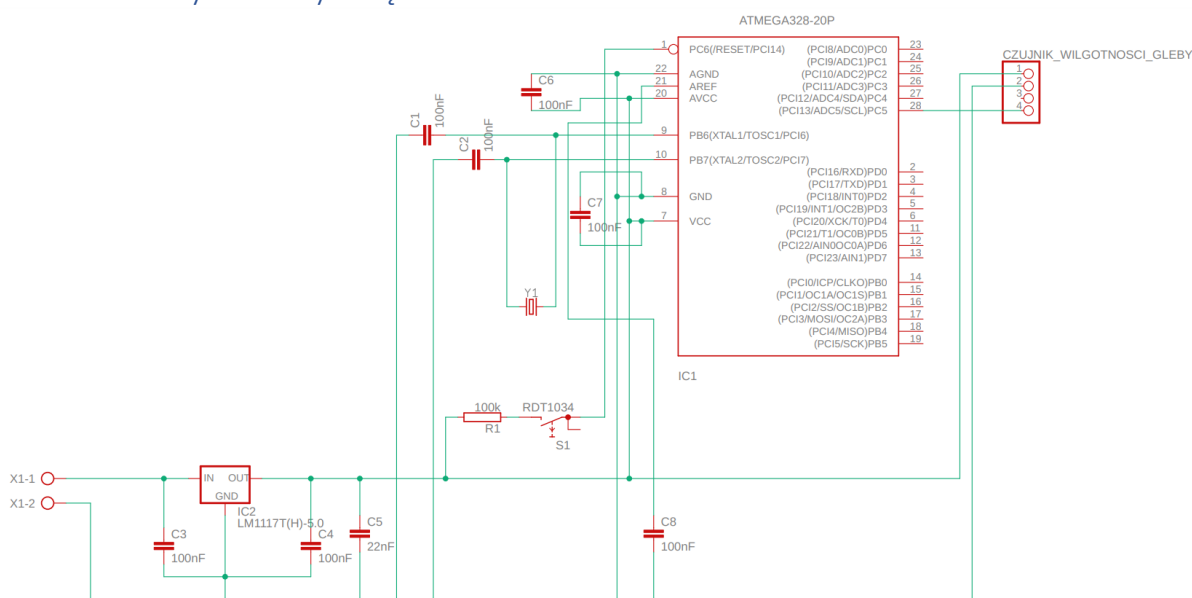 ATMEGA328-20P
1 PC6(/RESET/PCI14) (PCI8/ADC0)PC0 23
(PCI9/ADC1)PC1 24
22 AGND (PCI10/ADC2)PC2 25
21 AREF (PCI11/ADC3)PC3 26
20 AVCC (PCI12/ADC4/SDA)PC4 27
(PCI13/ADC5/SCL)PC5 28
9 PB6(XTAL1/TOSC1/PCI6)
10 PB7(XTAL2/TOSC2/PCI7)
(PCI16/RXD)PD0 2
(PCI17/TXD)PD1 3
8 GND (PCI18/INT0)PD2 4
(PCI19/INT1/OC2B)PD3 5
7 VCC (PCI20/XCK/T0)PD4 6
(PCI21/T1/OC0B)PD5 11
(PCI22/AIN0OC0A)PD6 12
(PCI23/AIN1)PD7 13
(PCI0/ICP/CLKO)PB0 14
(PCI1/OC1A/OC1S)PB1 15
(PCI2/SS/OC1B)PB2 16
(PCI3/MOSI/OC2A)PB3 17
(PCI4/MISO)PB4 18
(PCI5/SCK)PB5 19
IC1
CZUJNIK_WILGOTNOSCI_GLEBY
1
2
3
4
C6
100nF
C1
100nF
C2
100nF
C7
100nF
Y1
100k
R1
RDT1034
S1
X1-1
X1-2
IN OUT
GND
IC2
LM1117T(H)-5.0
C3
100nF
C4
100nF
C5
22nF
C8
100nF